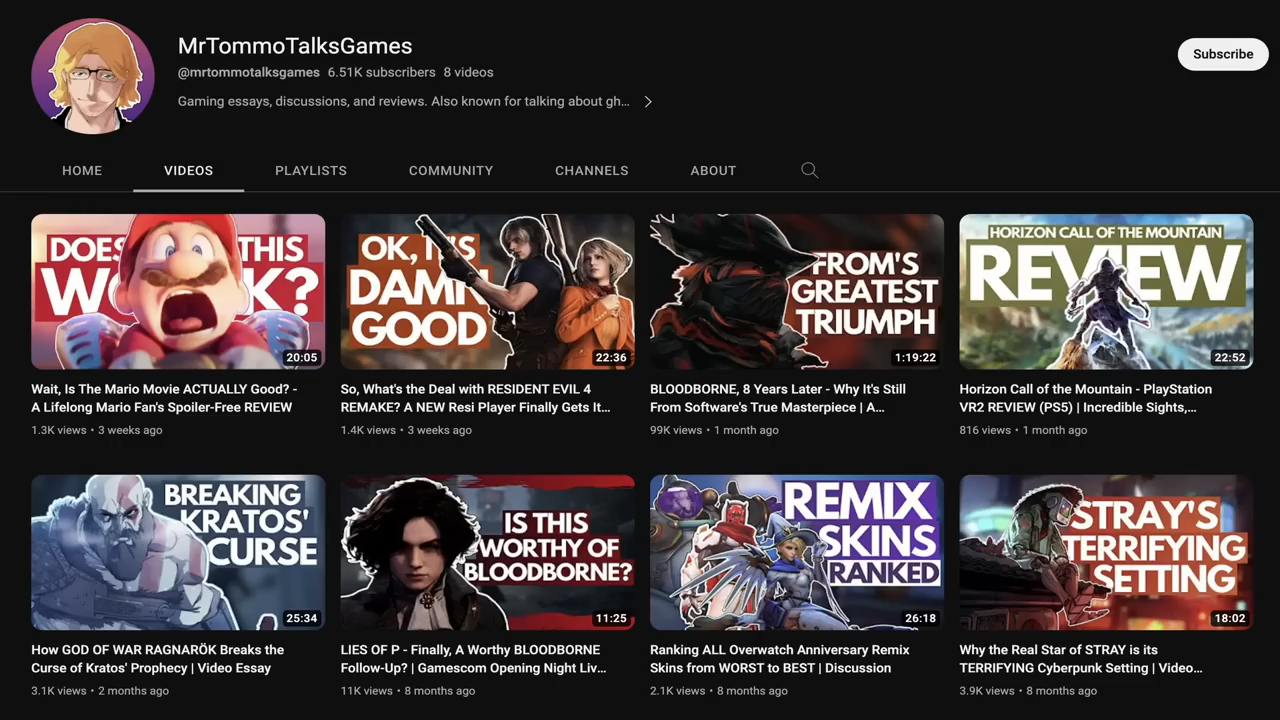 MrTommoTalksGames
@mrtommotalksgames 6.51K subscribers 8 videos
Gaming essays, discussions, and reviews. Also known for talking about gh...
Subscribe
HOME VIDEOS PLAYLISTS COMMUNITY CHANNELS ABOUT
DOES THIS
20:05
OK, IT'S
DAMN
GOOD
22:36
FROM'S
GREATEST
TRIUMPH
1:19:22
HORIZON CALL OF THE MOUNTAIN
REVIEW
22:52
Wait, Is The Mario Movie ACTUALLY Good? -
A Lifelong Mario Fan's Spoiler-Free REVIEW
1.3K views • 3 weeks ago
So, What's the Deal with RESIDENT EVIL 4
REMAKE? A NEW Resi Player Finally Gets It...
1.4K views • 3 weeks ago
BLOODBORNE, 8 Years Later - Why It's Still
From Software's True Masterpiece | A...
99K views • 1 month ago
Horizon Call of the Mountain - PlayStation
VR2 REVIEW (PS5) | Incredible Sights,...
816 views • 1 month ago
BREAKING
KRATOS'
CURSE
25:34
IS THIS
WORTHY OF
BLOODBORNE?
11:25
REMIX
SKINS
RANKED
26:18
STRAY'S
TERRIFYING
SETTING
18:02
How GOD OF WAR RAGNARÖK Breaks the
Curse of Kratos' Prophecy | Video Essay
3.1K views • 2 months ago
LIES OF P - Finally, A Worthy BLOODBORNE
Follow-Up? | Gamescom Opening Night Liv...
11K views • 8 months ago
Ranking ALL Overwatch Anniversary Remix
Skins from WORST to BEST | Discussion
2.1K views • 8 months ago
Why the Real Star of STRAY is its
TERRIFYING Cyberpunk Setting | Video...
3.9K views • 8 months ago